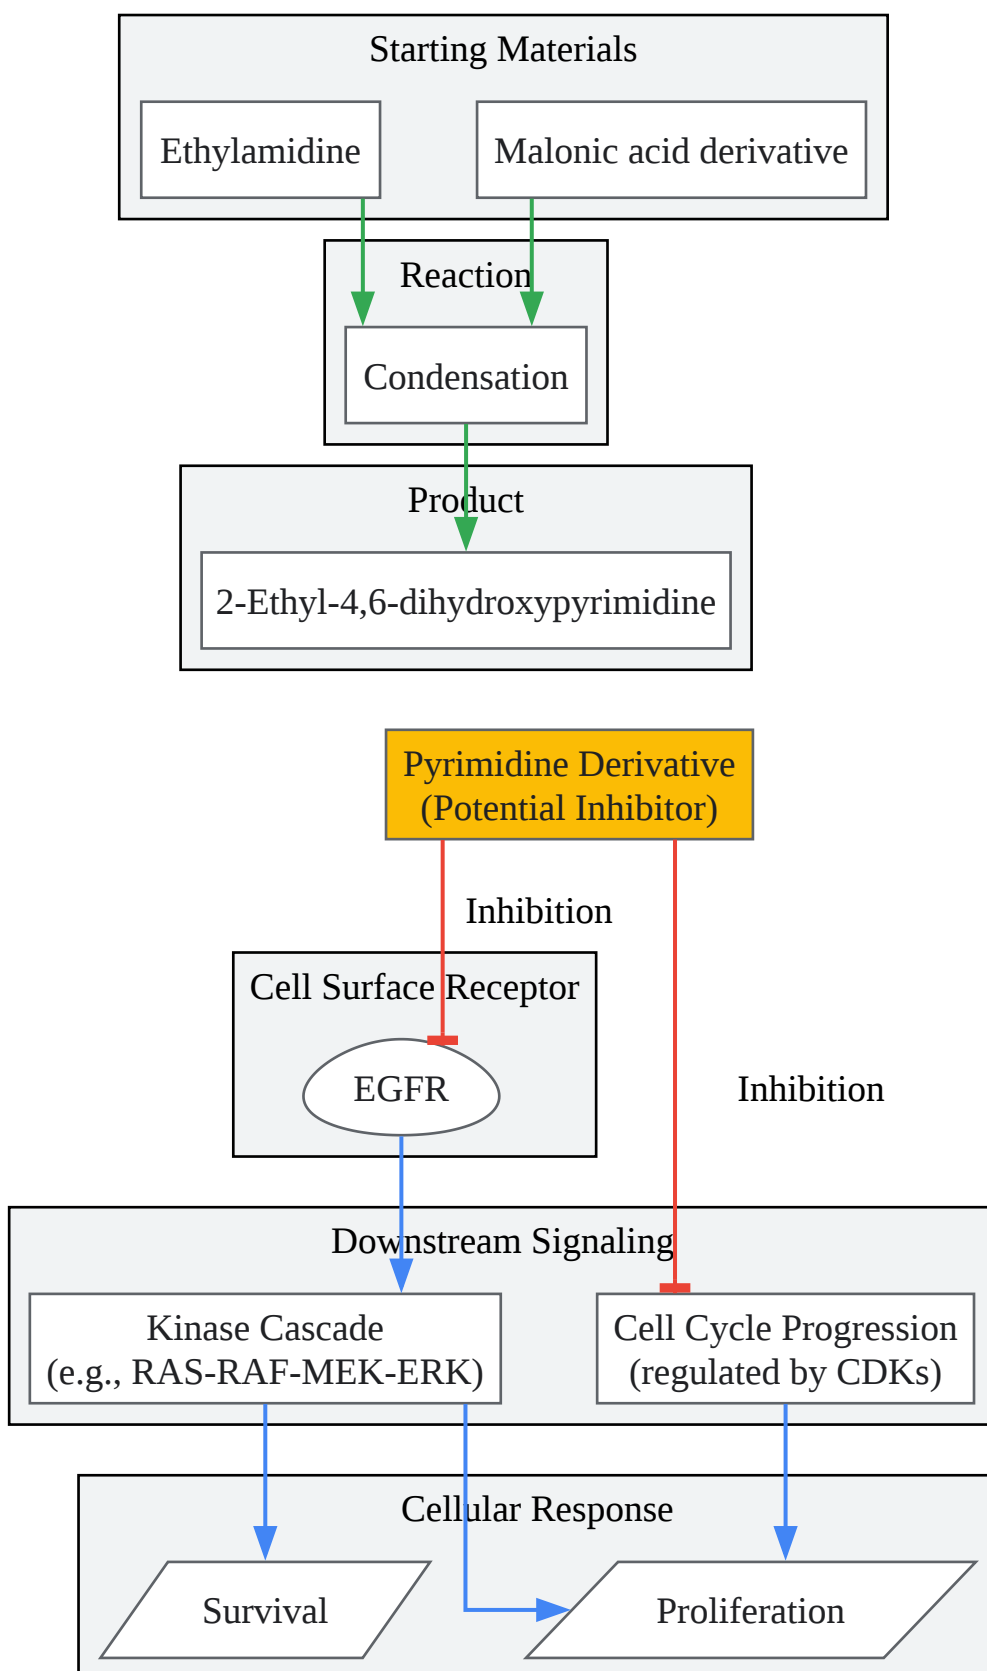 Starting Materials
Ethylamidine
Malonic acid derivative
Reaction
Condensation
Product
2-Ethyl-4,6-dihydroxypyrimidine
Pyrimidine Derivative
(Potential Inhibitor)
Inhibition
Cell Surface Receptor
EGFR
Inhibition
Downstream Signaling
Kinase Cascade
(e.g., RAS-RAF-MEK-ERK)
Cell Cycle Progression
(regulated by CDKs)
Cellular Response
Survival
Proliferation